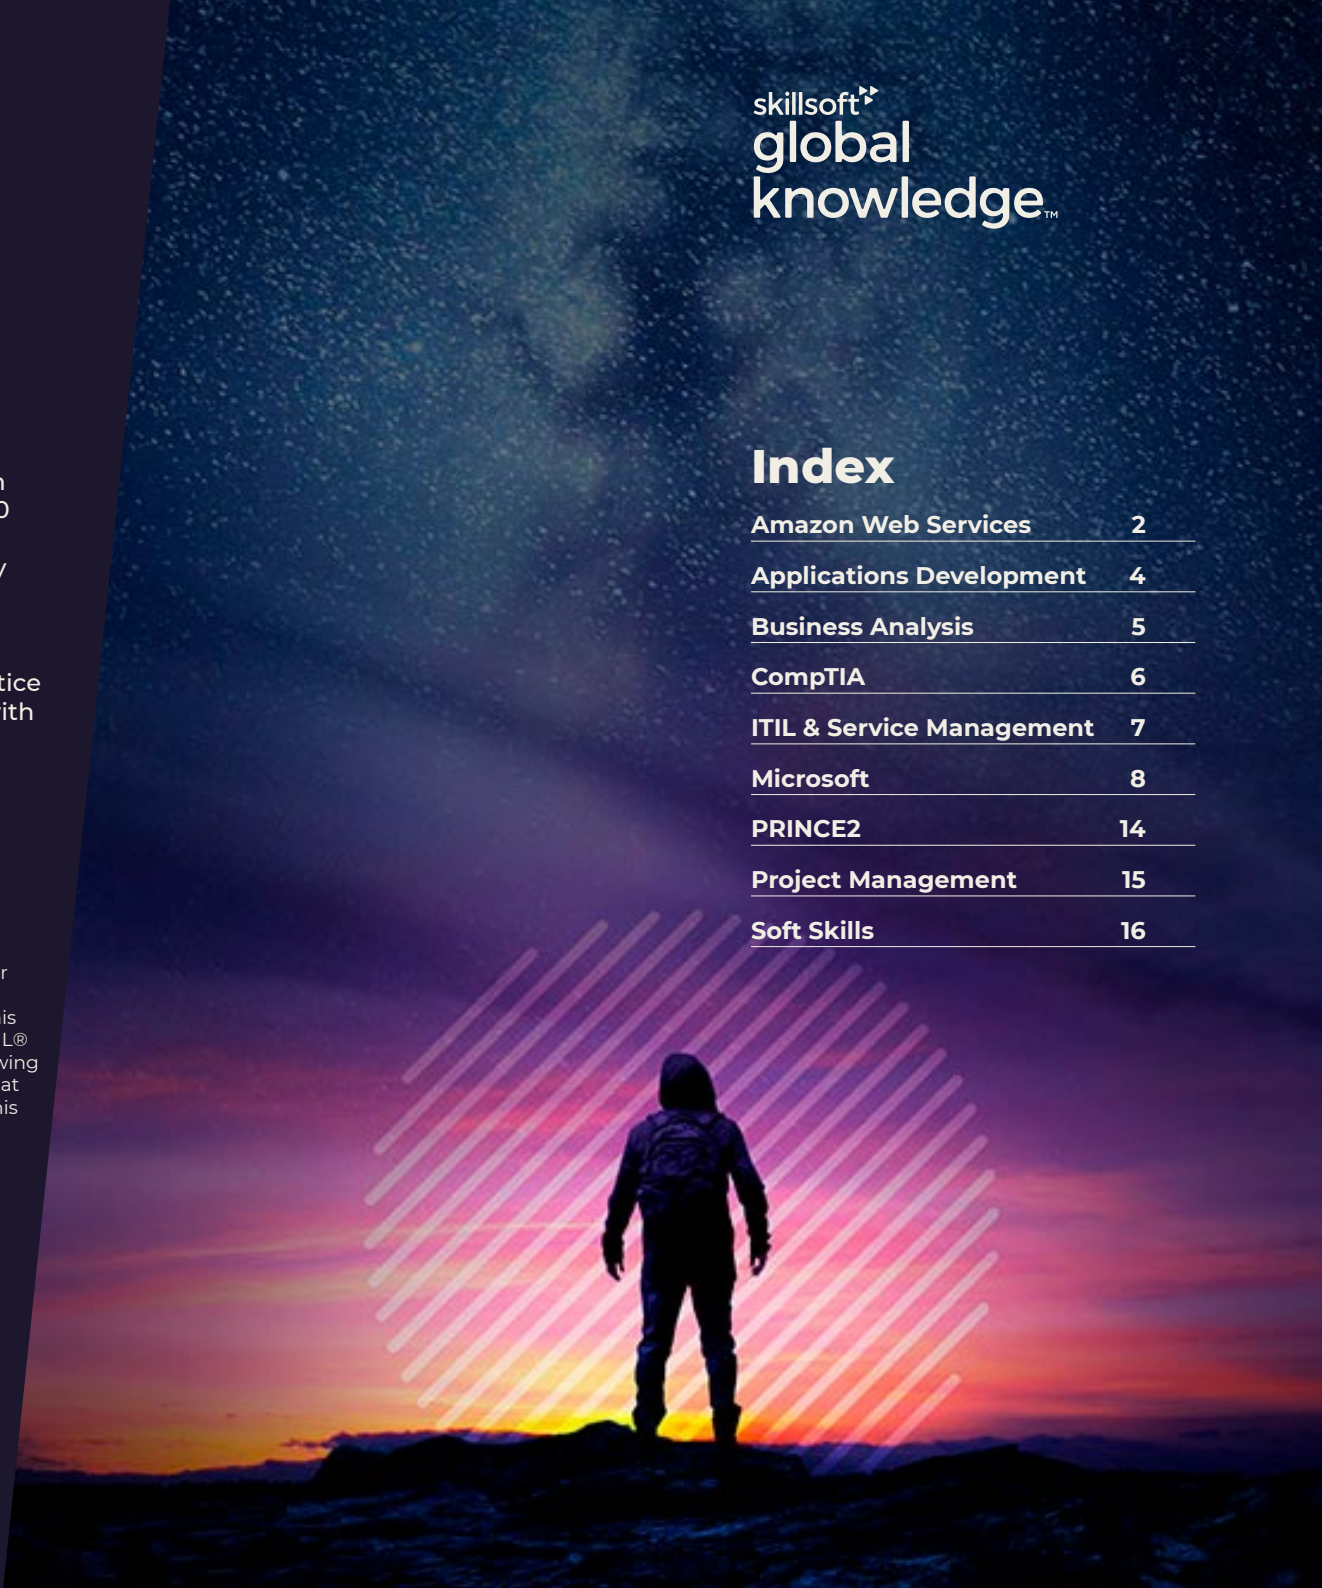 skillsoft
global
knowledge™
Index
Amazon Web Services 2
Applications Development 4
Business Analysis 5
CompTIA 6
ITIL & Service Management 7
Microsoft 8
PRINCE2 14
Project Management 15
Soft Skills 16